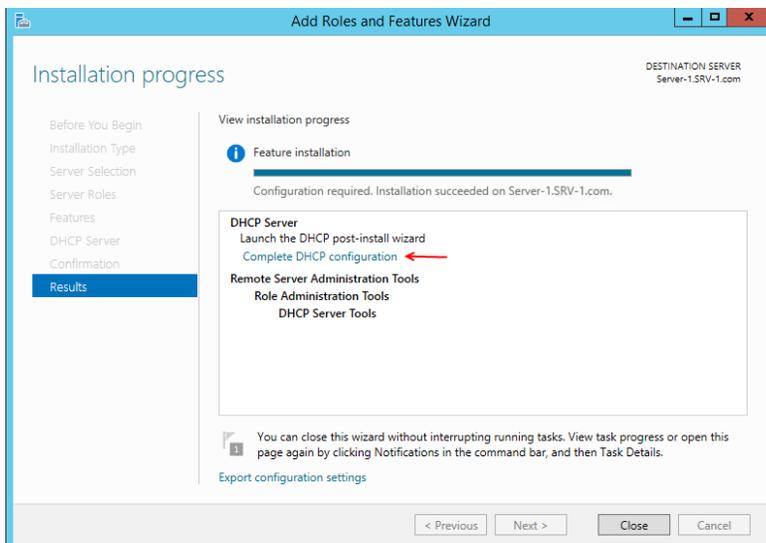 Add Roles and Features Wizard
Installation progress
DESTINATION SERVER
Server-1.SRV-1.com
Before You Begin
Installation Type
Server Selection
Server Roles
Features
DHCP Server
Confirmation
Results
View installation progress
Feature installation
Configuration required. Installation succeeded on Server-1.SRV-1.com.
DHCP Server
Launch the DHCP post-install wizard
Complete DHCP configuration
Remote Server Administration Tools
Role Administration Tools
DHCP Server Tools
1
You can close this wizard without interrupting running tasks. View task progress or open this
page again by clicking Notifications in the command bar, and then Task Details.
Export configuration settings
< Previous
Next >
Close
Cancel